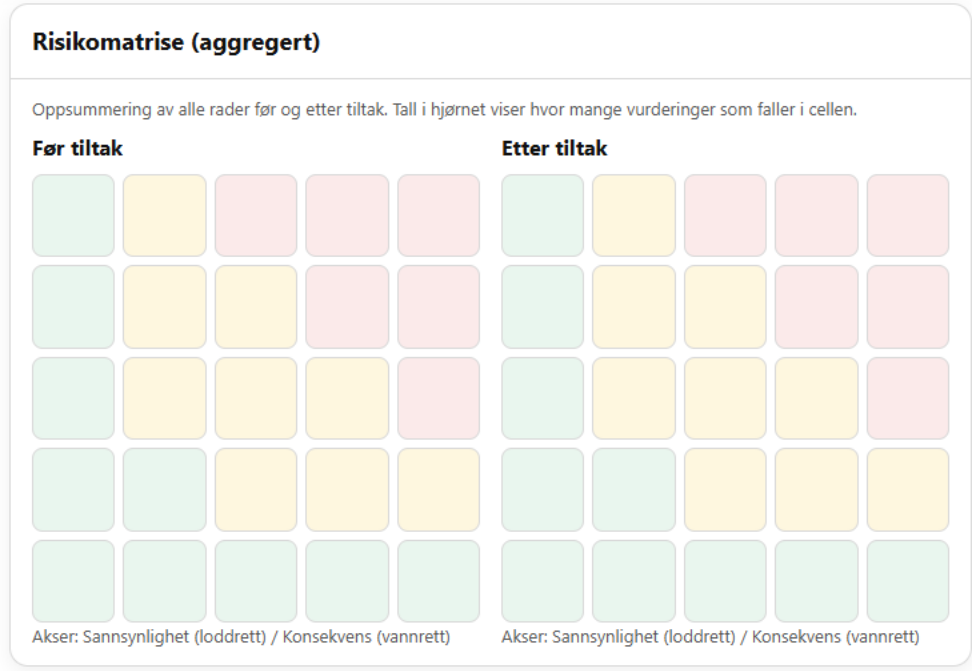 Risikomatrise (aggregert)
Oppsummering av alle rader før og etter tiltak. Tall i hjørnet viser hvor mange vurderinger som faller i cellen.
Før tiltak
Etter tiltak
Akser: Sannsynlighet (loddrett) / Konsekvens (vannrett)
Akser: Sannsynlighet (loddrett) / Konsekvens (vannrett)